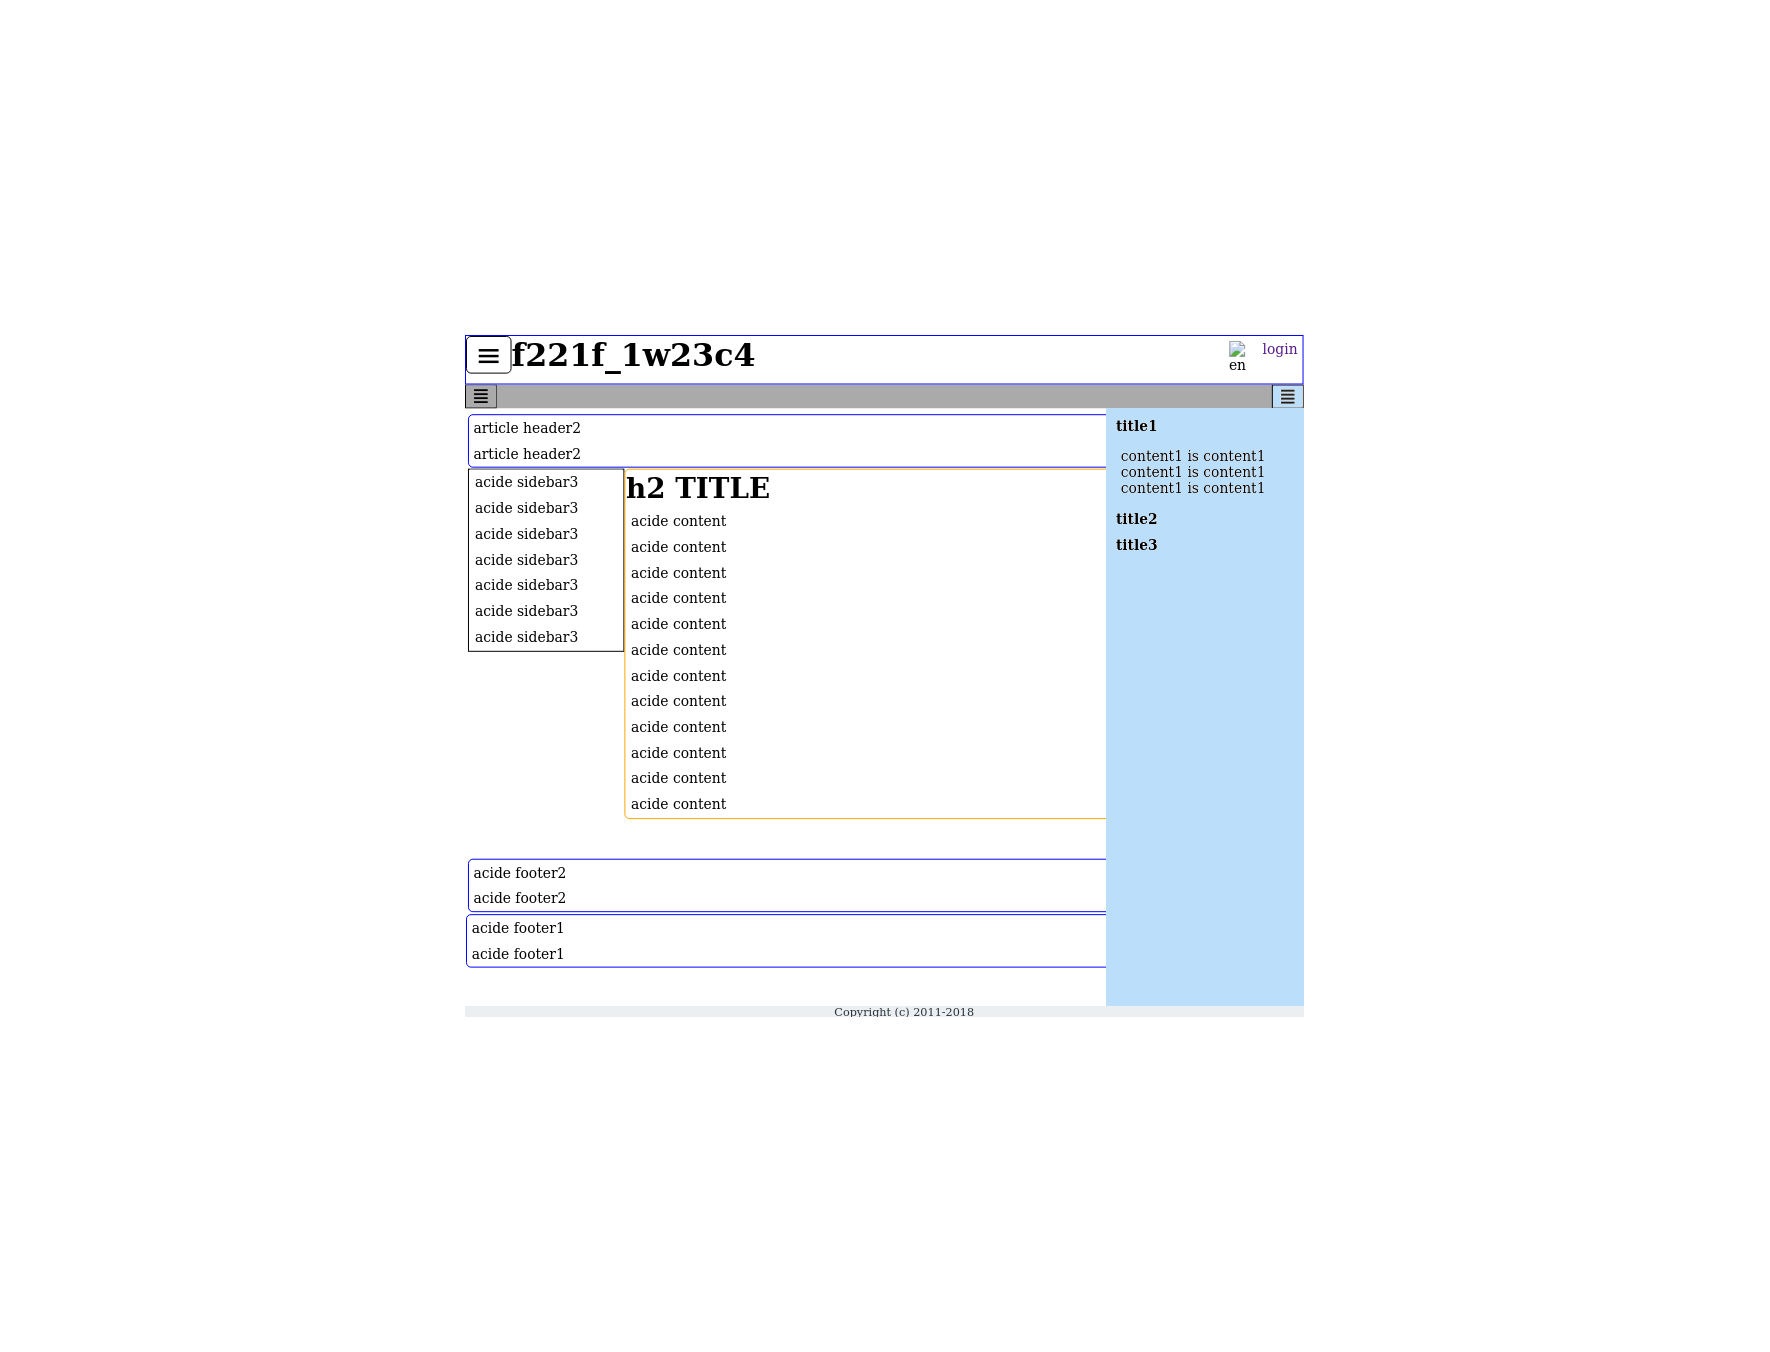 f221f_1w23c4
en
login
article header2
article header2
acide sidebar3
acide sidebar3
acide sidebar3
acide sidebar3
acide sidebar3
acide sidebar3
acide sidebar3
h2 TITLE
acide content
acide content
acide content
acide content
acide content
acide content
acide content
acide content
acide content
acide content
acide content
acide content
title1
content1 is content1
content1 is content1
content1 is content1
title2
title3
acide footer2
acide footer2
acide footer1
acide footer1
Copyright (c) 2011-2018